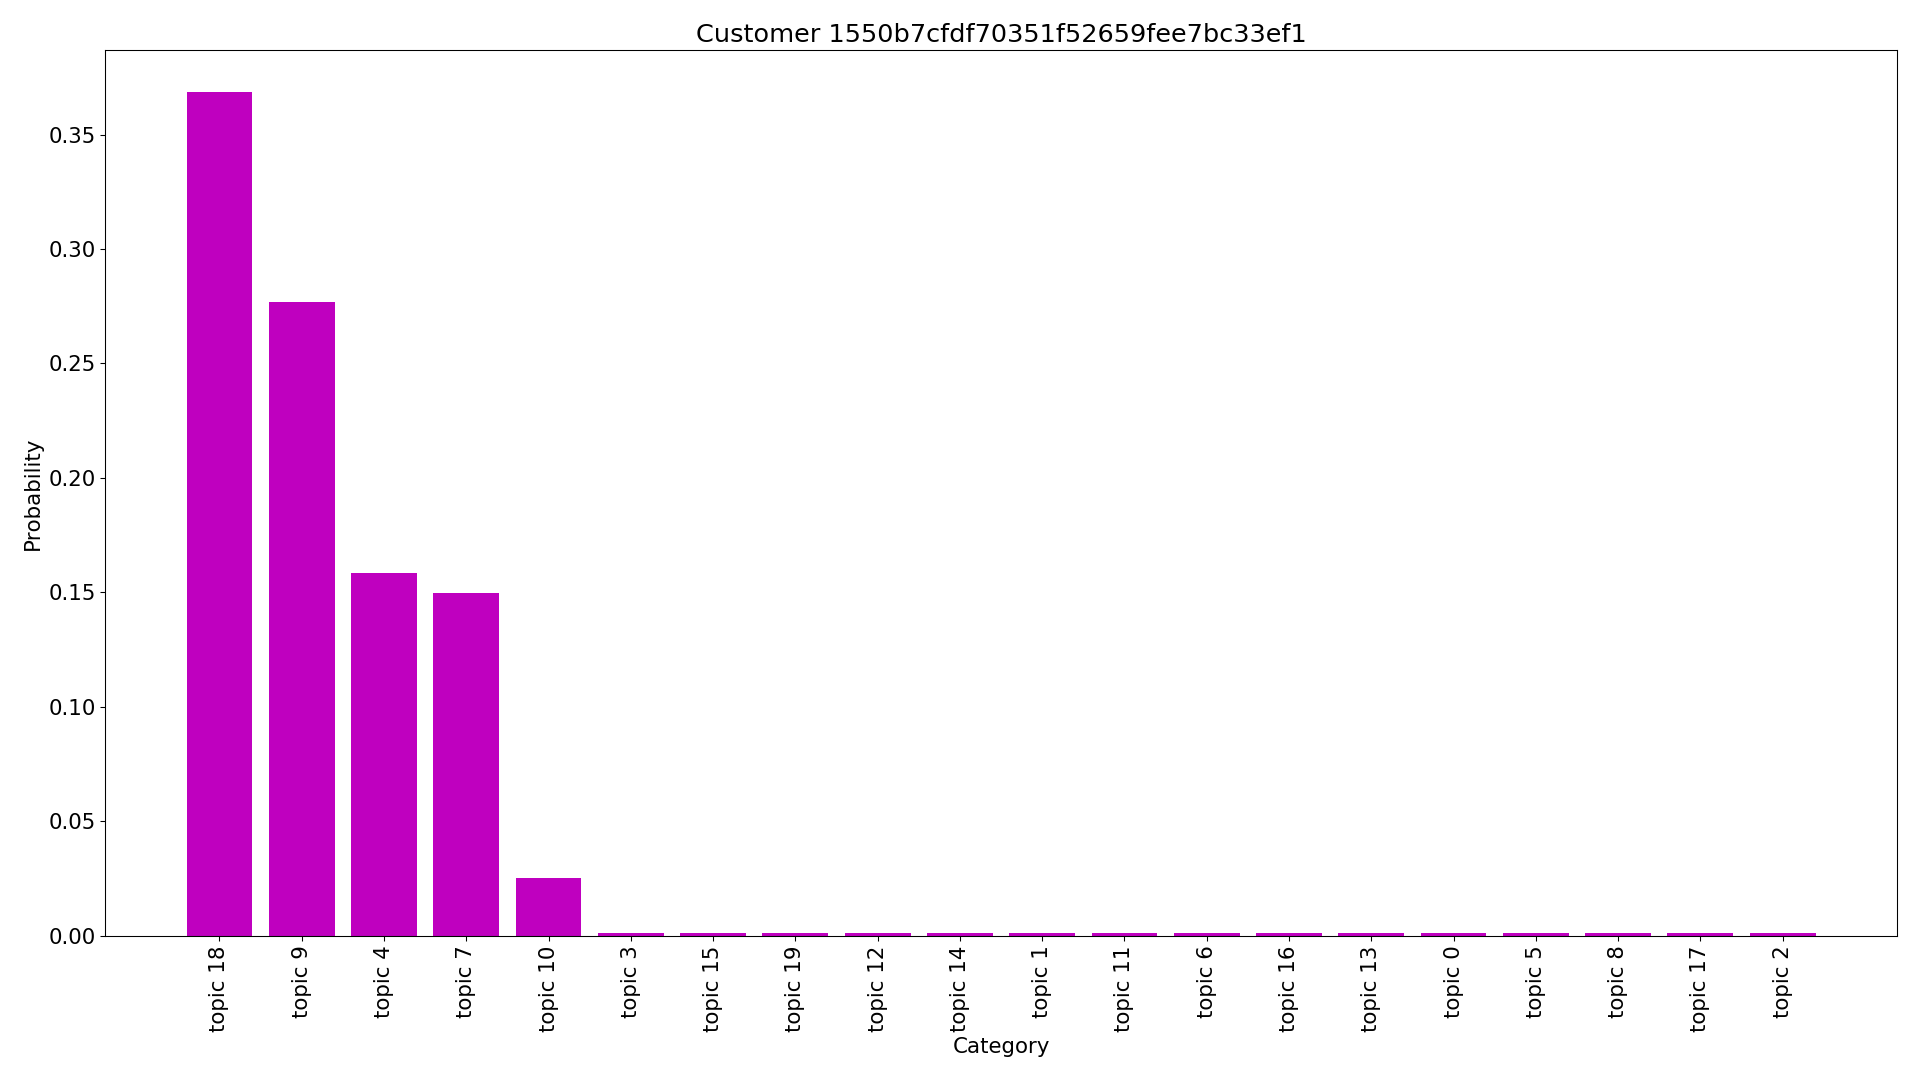 Customer 1550b7cfdf70351f52659fee7bc33ef1
Probability
0.35
0.30
0.25
0.20
0.15
0.10
0.05
0.00
topic 18
topic 9
topic 4
topic 7
topic 10
topic 3
topic 15
topic 19
topic 12
topic 14
topic 1
topic 11
topic 6
topic 16
topic 13
topic 0
topic 5
topic 8
topic 17
topic 2
Category